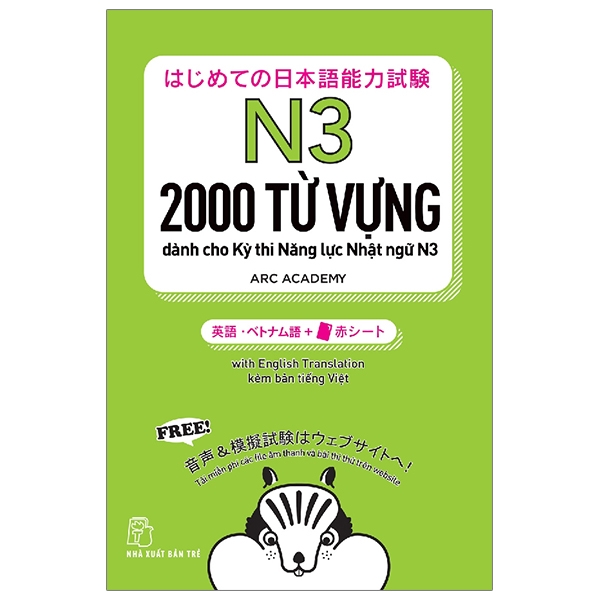 はじめての日本語能力試験
N3
2000 TỪ VỰNG
dành cho Kỳ thi Năng lực Nhật ngữ N3
ARC ACADEMY
英語・ベトナム語+赤シート
with English Translation
kèm bản tiếng Việt
FREE!
音声&模擬試験はウェブサイトへ!
Tải miễn phí các file âm thanh và bài thi thử trên website
NHÀ XUẤT BẢN TRẺ